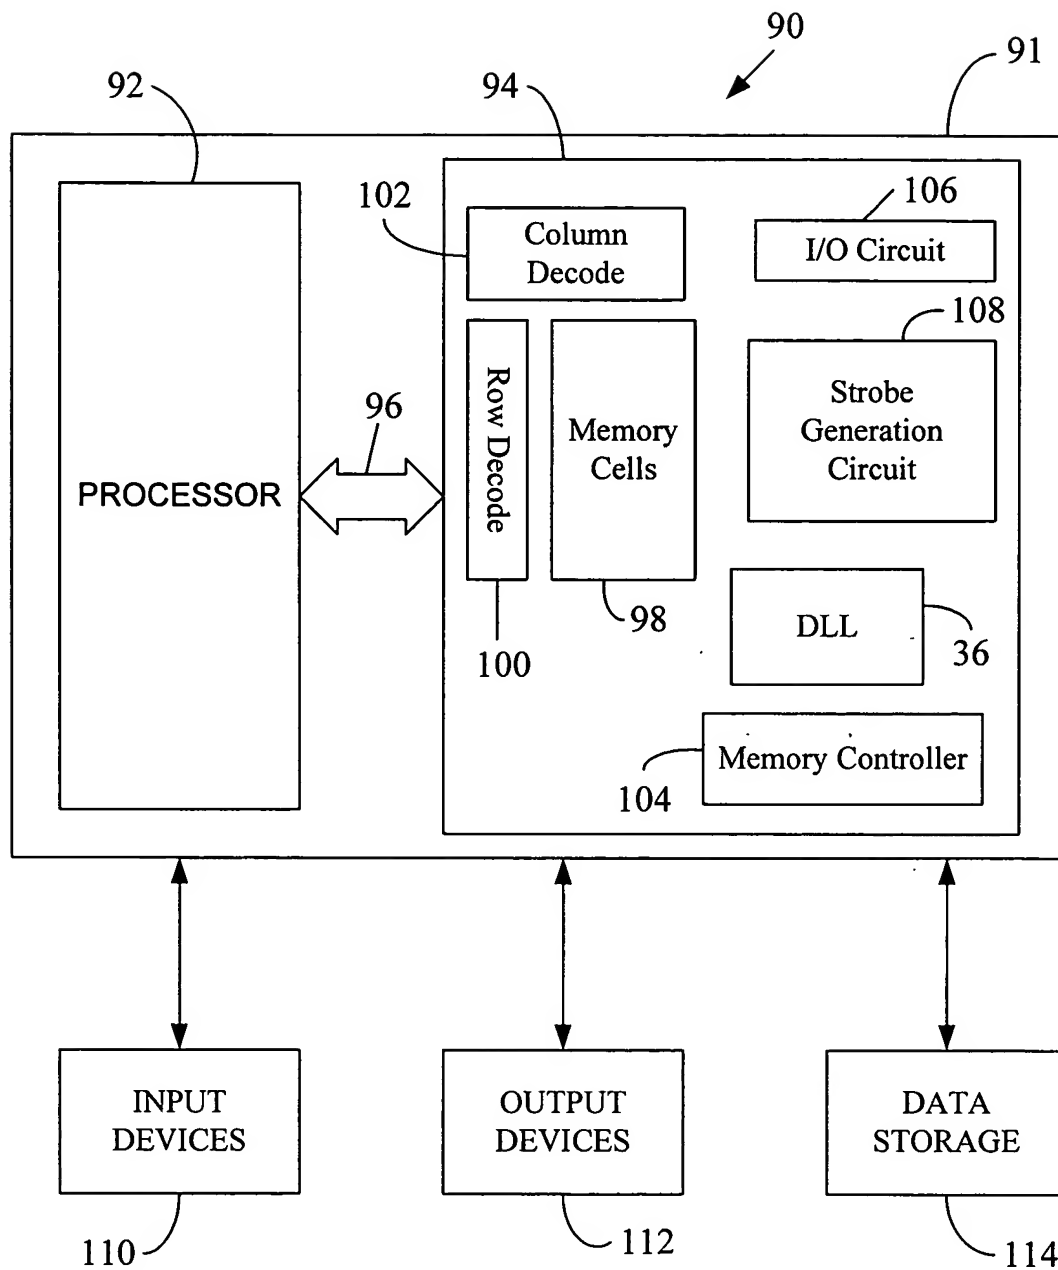 90
91
92
94
102
Column
Decode
106
I/O Circuit
108
Strobe
Generation
Circuit
Row Decode
Memory
Cells
96
PROCESSOR
98
100
DLL
36
Memory Controller
104
INPUT
DEVICES
OUTPUT
DEVICES
DATA
STORAGE
110
112
114